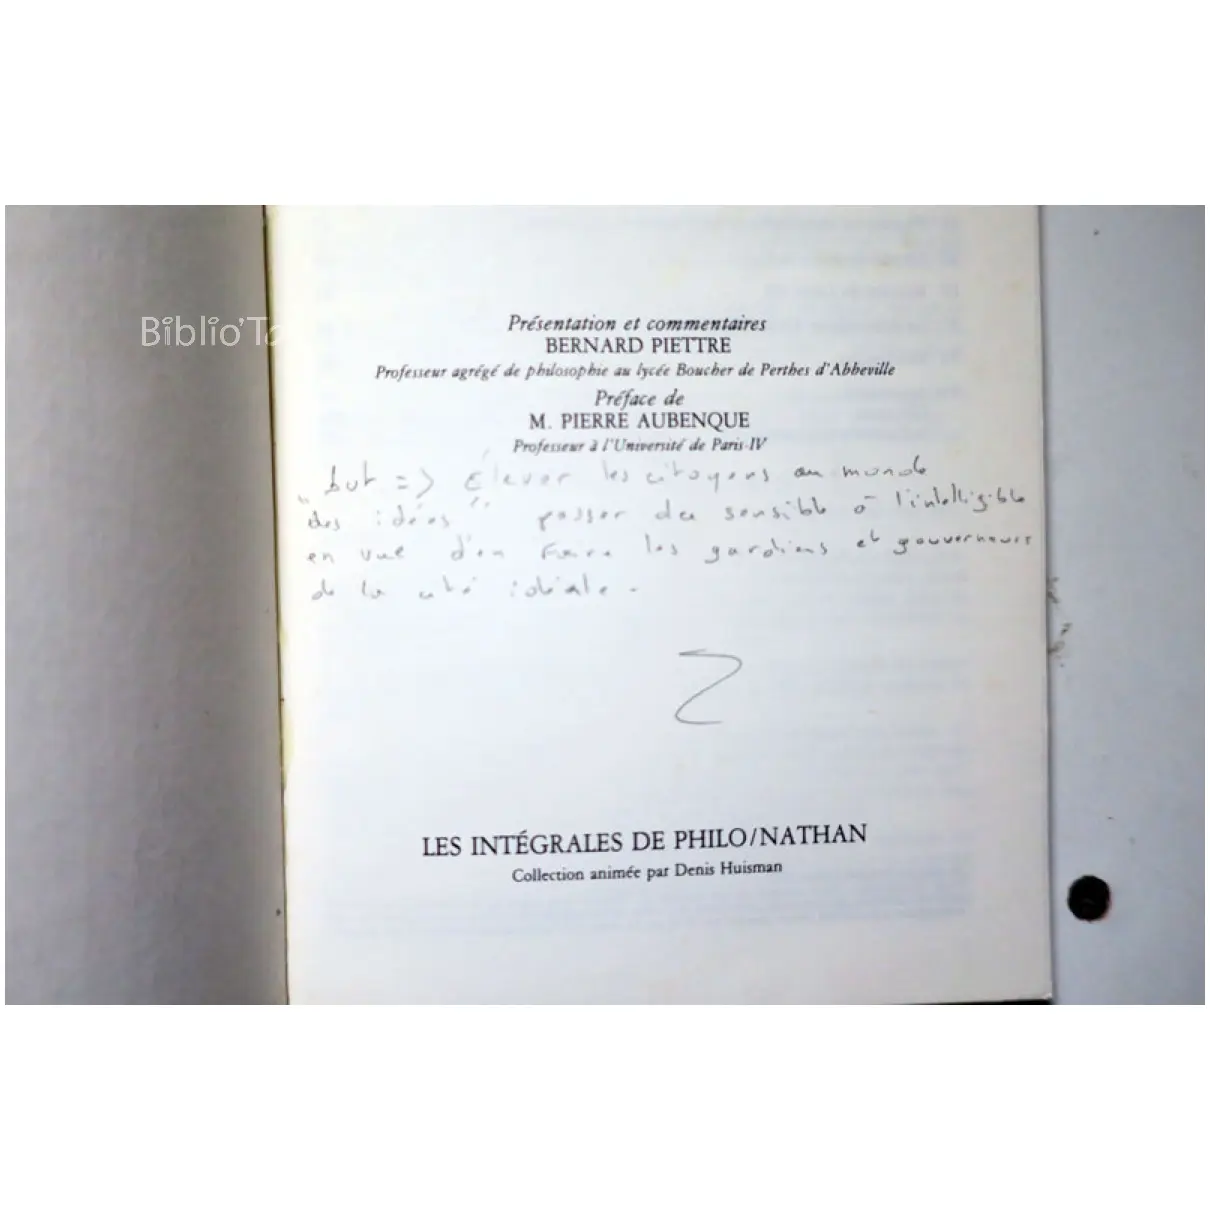 Biblio'Ta
Présentation et commentaires
BERNARD PIETTRE
Professeur agrégé de philosophie au lycée Boucher de Perthes d'Abbeville
Préface de
M. PIERRE AUBENQUE
Professeur à l'Université de Paris-IV
but => Élever les citoyens au monde
"des idées" passer du sensible à l'intelligible
en vue d'en faire les gardiens et gouverneurs
de la cité idéale.
LES INTÉGRALES DE PHILO/NATHAN
Collection animée par Denis Huisman